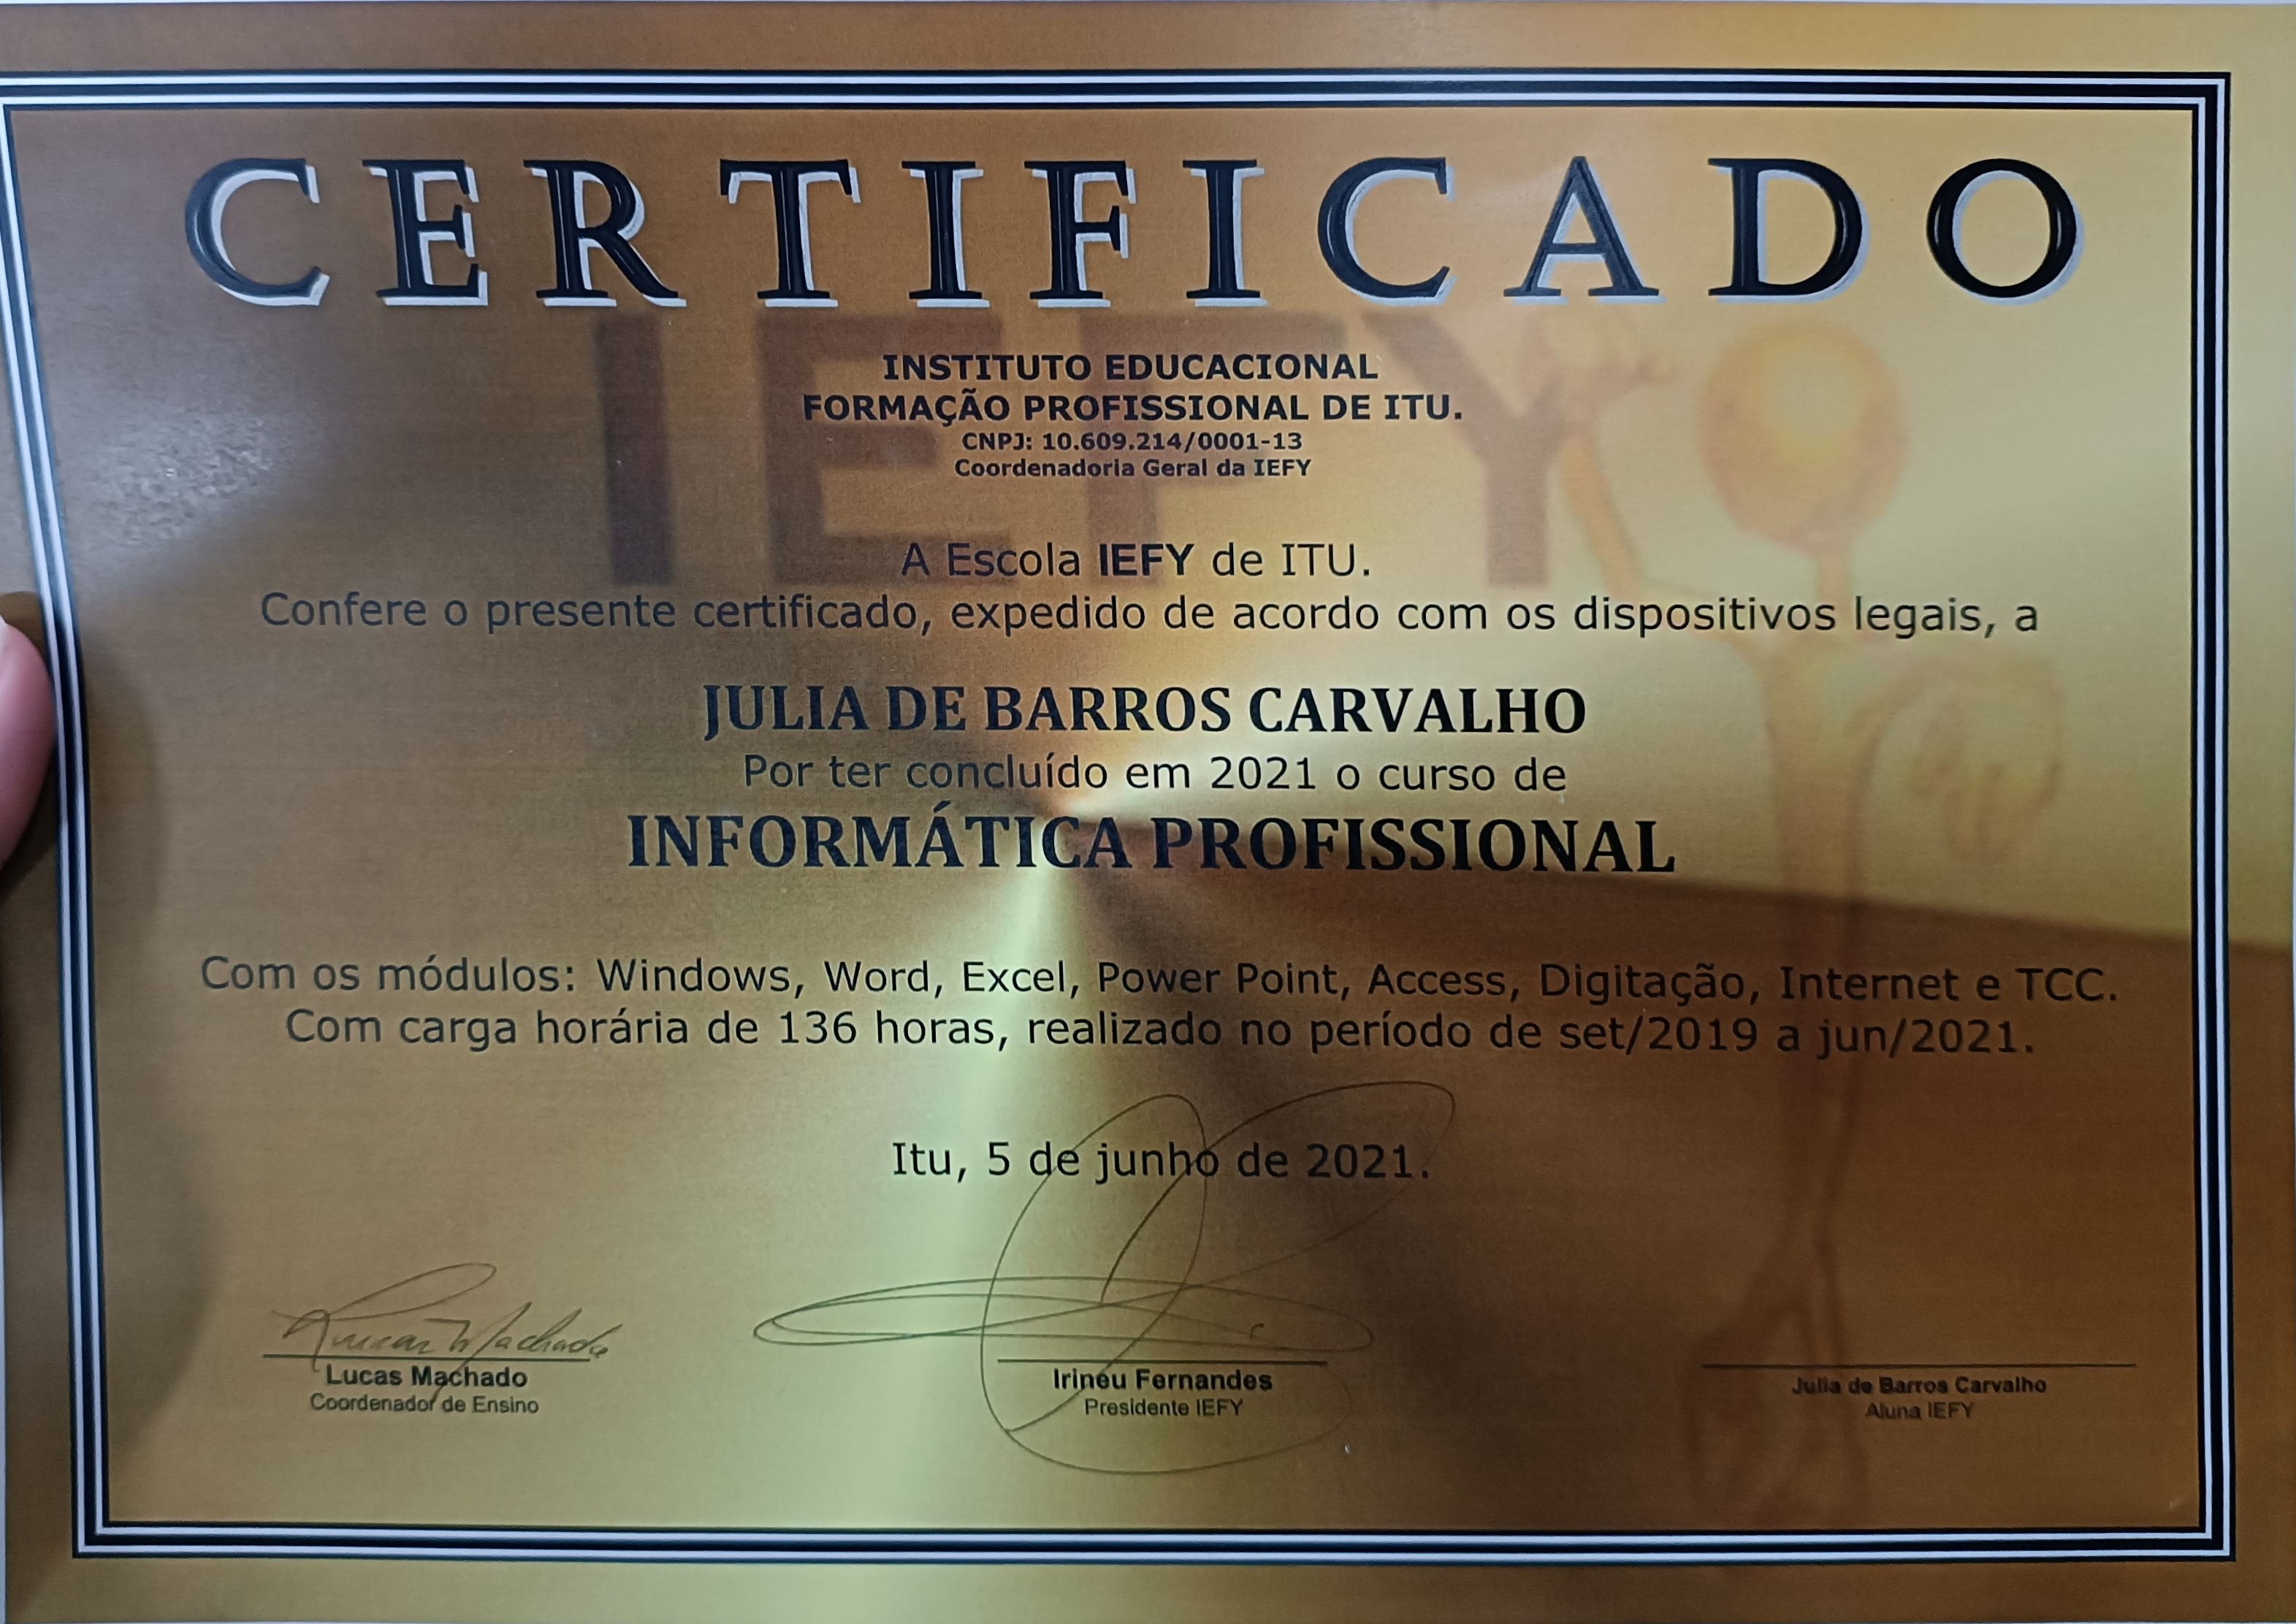 CERTIFICADO
IEFY
INSTITUTO EDUCACIONAL
FORMAÇÃO PROFISSIONAL DE ITU.
CNPJ: 10.609.214/0001-13
Coordenadoria Geral da IEFY
A Escola IEFY de ITU.
Confere o presente certificado, expedido de acordo com os dispositivos legais, a
JULIA DE BARROS CARVALHO
Por ter concluído em 2021 o curso de
INFORMÁTICA PROFISSIONAL
Com os módulos: Windows, Word, Excel, Power Point, Access, Digitação, Internet e TCC.
Com carga horária de 136 horas, realizado no período de set/2019 a jun/2021.
Itu, 5 de junho de 2021.
Lucas Machado
Lucas Machado
Coordenador de Ensino
Irineu Fernandes
Presidente IEFY
Julia de Barros Carvalho
Aluna IEFY